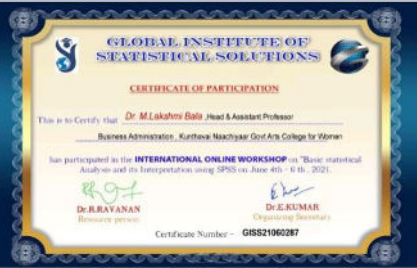 GLOBAL INSTITUTE OF
STATISTICAL SOLUTIONS
CERTIFICATE OF PARTICIPATION
This is to Certify that Dr. M.Lakshmi Bala ,Head & Assistant Professor
Business Administration , Kunthavai Naachiyaar Govt Arts College for Women
has participated in the INTERNATIONAL ONLINE WORKSHOP on "Basic statistical
Analysis and its Interpretation using SPSS on June 4th - 6 th , 2021.
Dr.R.RAVANAN
Resource person
Dr.E.KUMAR
Organizing Secretary
Certificate Number - GISS21060287